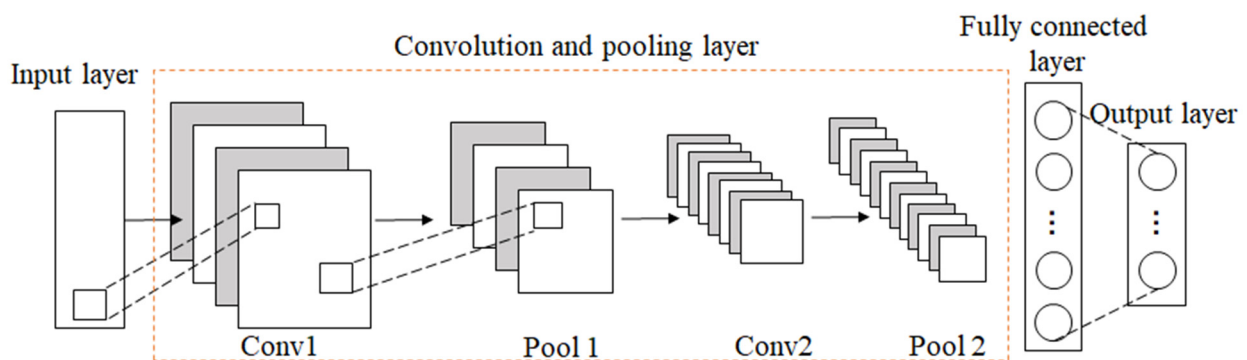 Input layer
Convolution and pooling layer
Fully connected
layer
Output layer
Conv1
Pool 1
Conv2
Pool 2